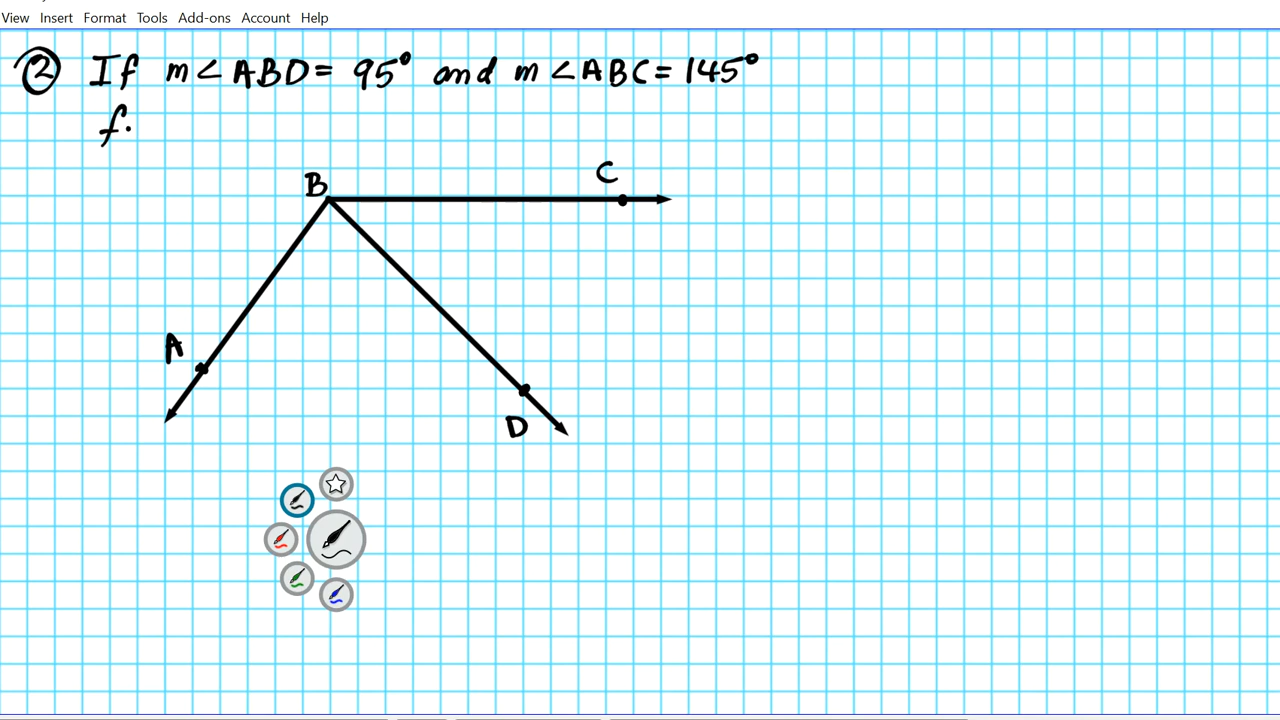 View Insert Format Tools Add-ons Account Help
② If m∠ABD = 95° and m∠ABC = 145°
f.
B
C
A
D